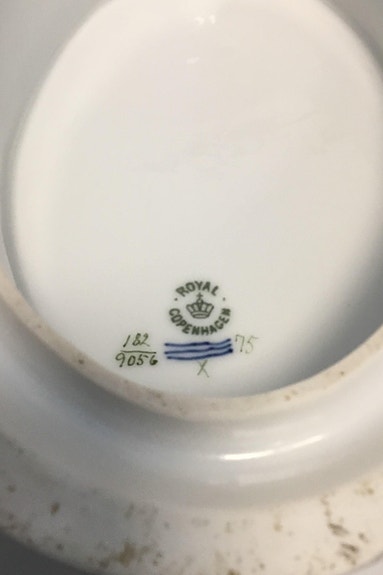 ROYAL
COPENHAGEN
182
9056
75
X